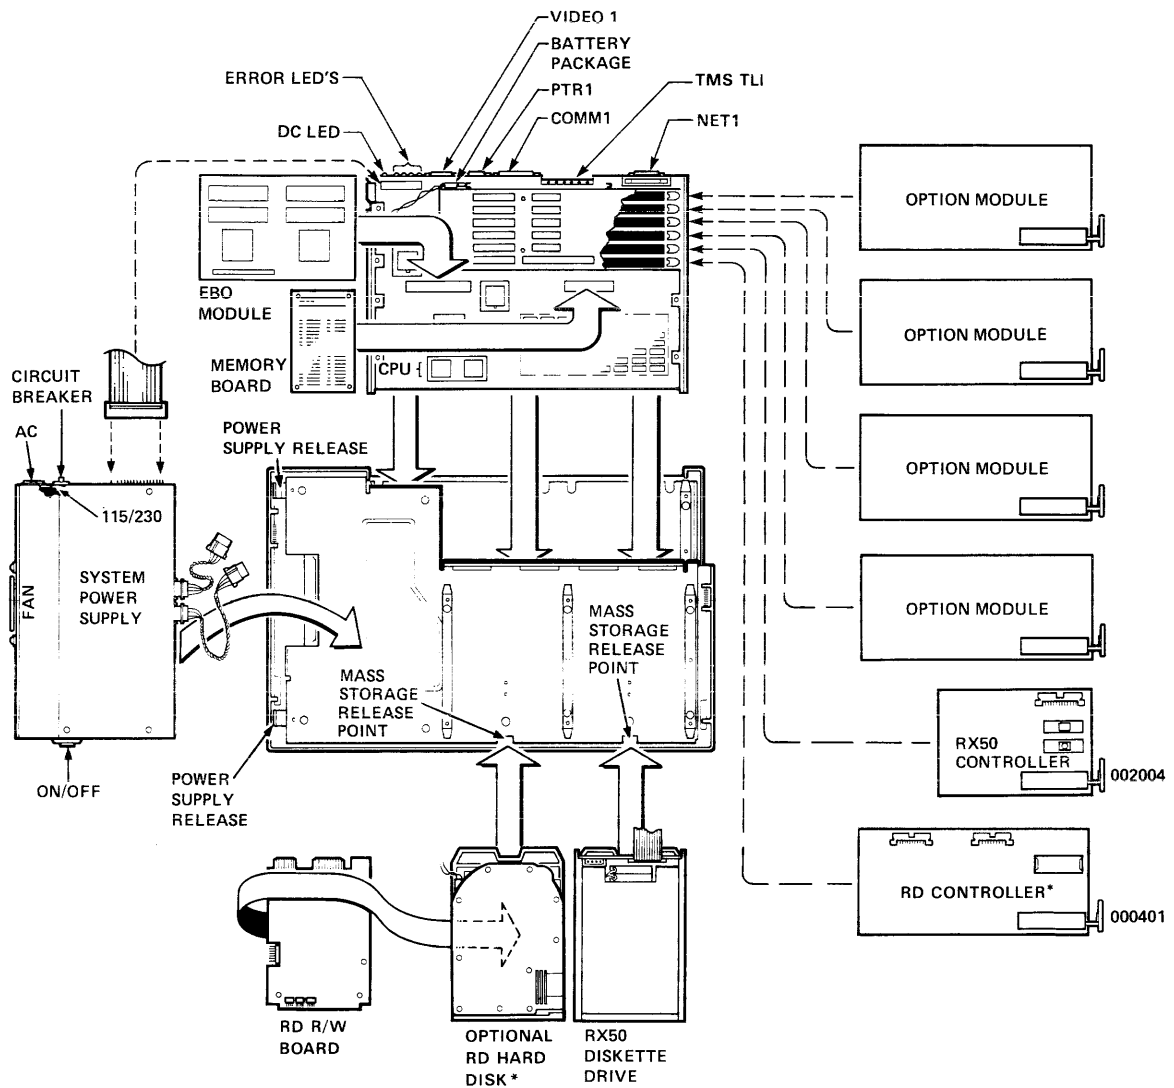 VIDEO 1
BATTERY
PACKAGE
ERROR LED'S
PTR1
TMS TLI
DC LED
COMM1
NET1
OPTION MODULE
EBO
MODULE
OPTION MODULE
MEMORY
BOARD
CPU
CIRCUIT
BREAKER
AC
POWER
SUPPLY RELEASE
OPTION MODULE
115/230
FAN
SYSTEM
POWER
SUPPLY
MASS
STORAGE
RELEASE
POINT
OPTION MODULE
MASS
STORAGE
RELEASE
POINT
ON/OFF
POWER
SUPPLY
RELEASE
RX50
CONTROLLER
002004
RD CONTROLLER*
000401
RD R/W
BOARD
OPTIONAL
RD HARD
DISK*
RX50
DISKETTE
DRIVE